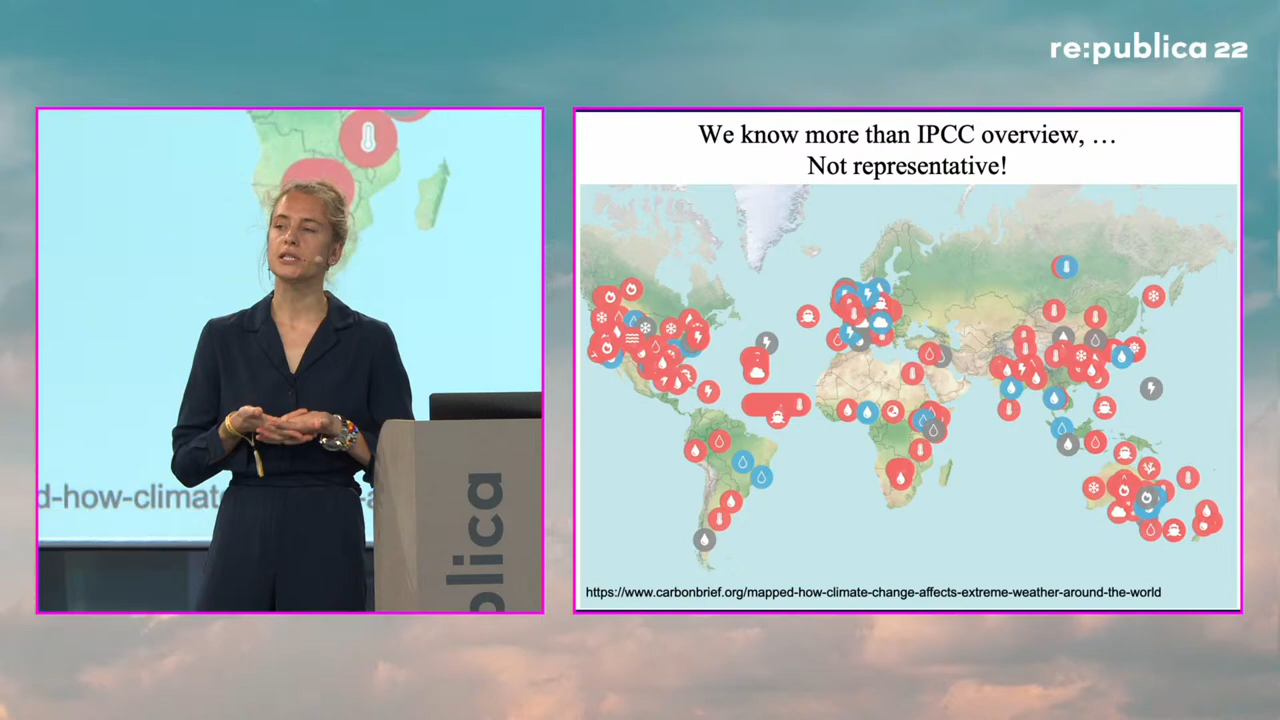 re:publica 22
We know more than IPCC overview, …
Not representative!
d-how-climat
a
plica
https://www.carbonbrief.org/mapped-how-climate-change-affects-extreme-weather-around-the-world